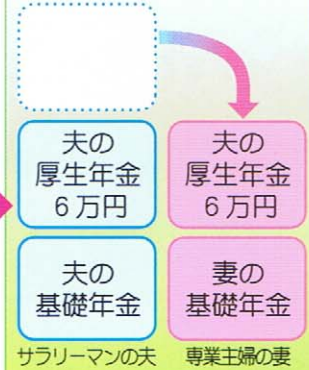 夫の
厚生年金
6万円
夫の
厚生年金
6万円
夫の
基礎年金
妻の
基礎年金
サラリーマンの夫
専業主婦の妻